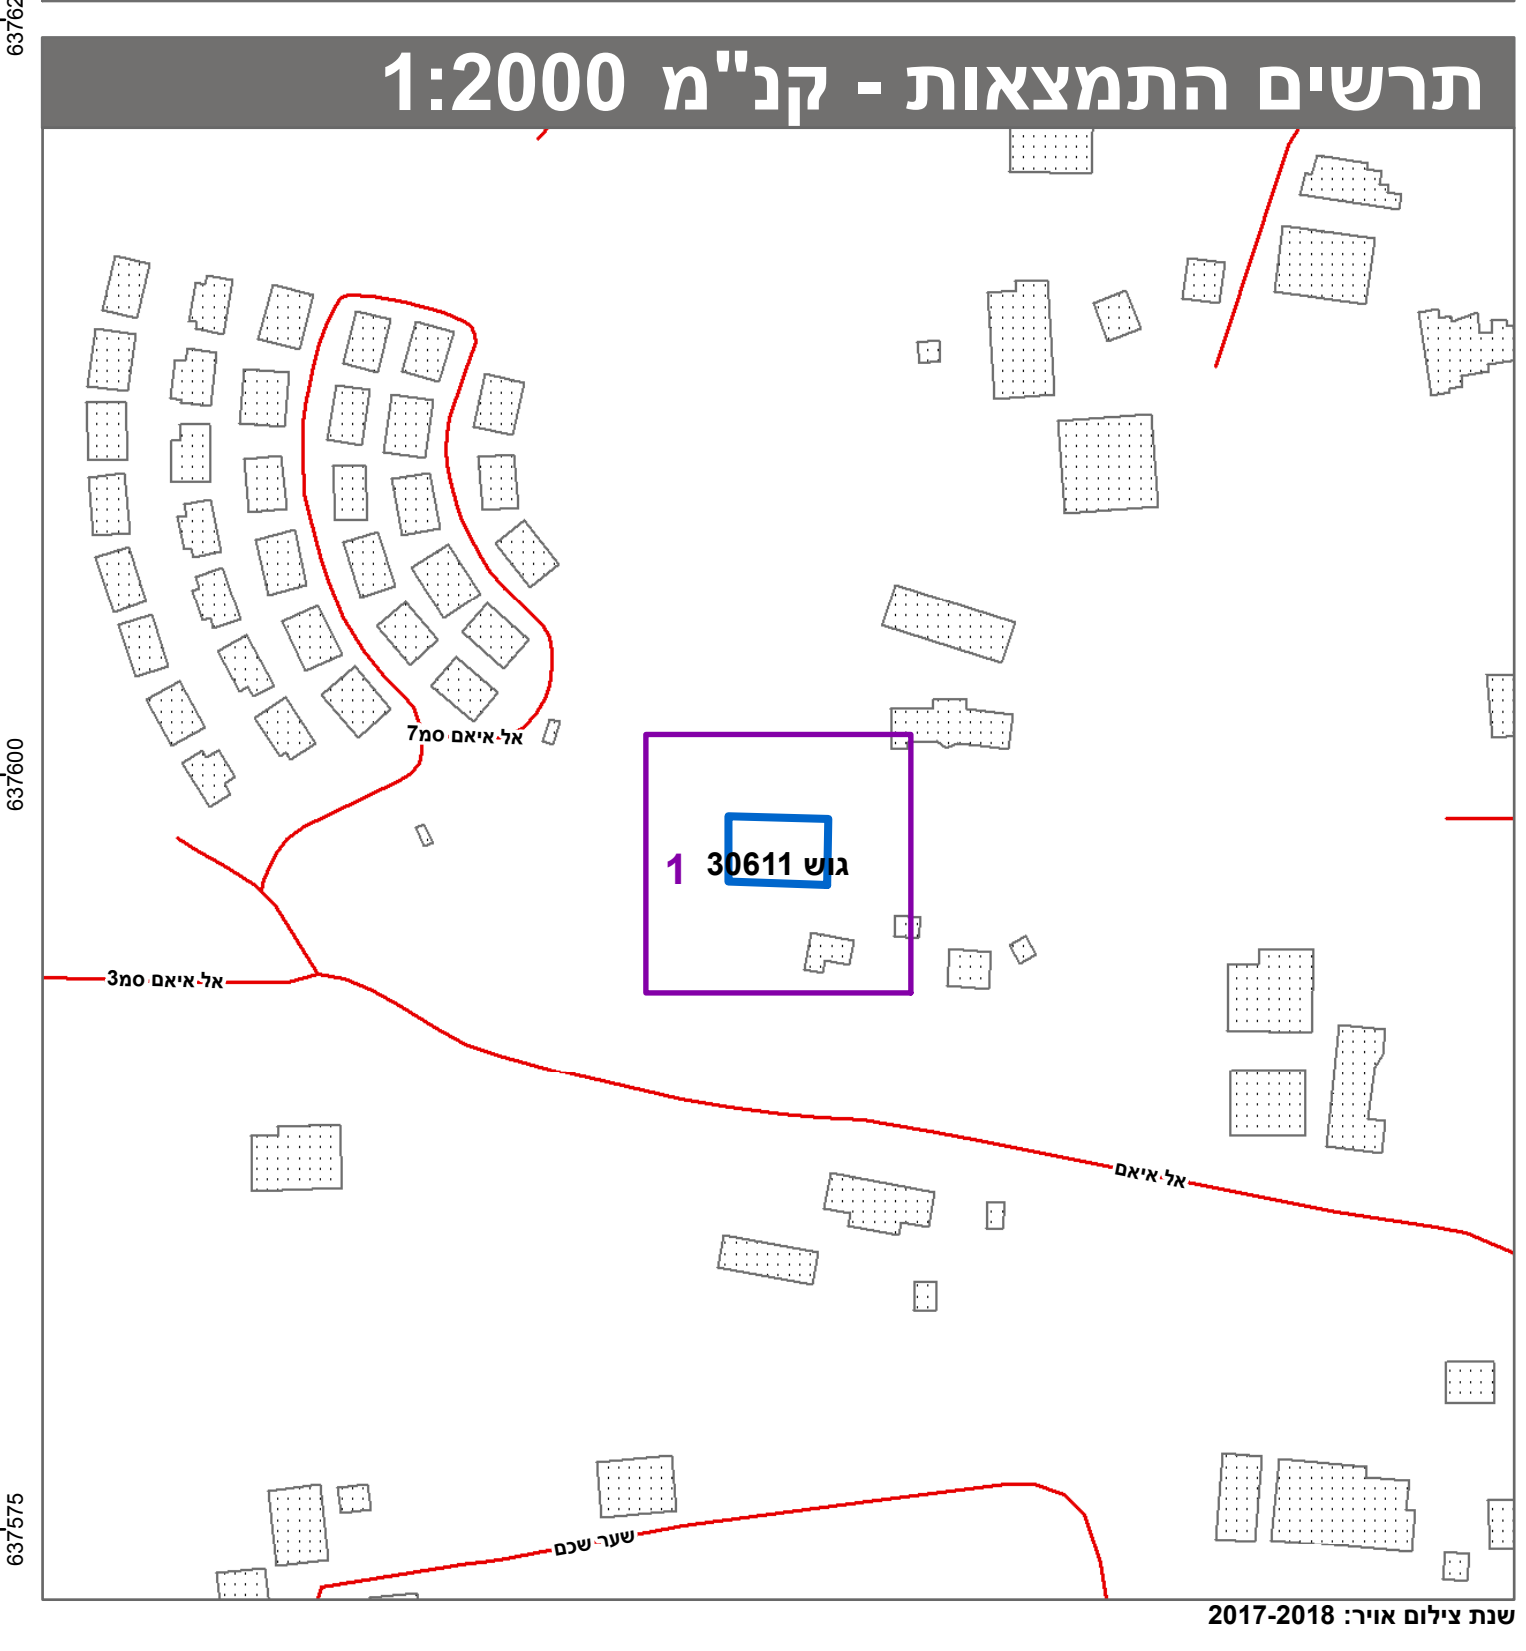 63762
תרשים התמצאות - קנ"מ 1:2000
אל איאם סמ7
637600
גוש 30611
1
אל איאם סמ3
אל איאם
637575
שער שכם
שנת צילום אויר: 2017-2018